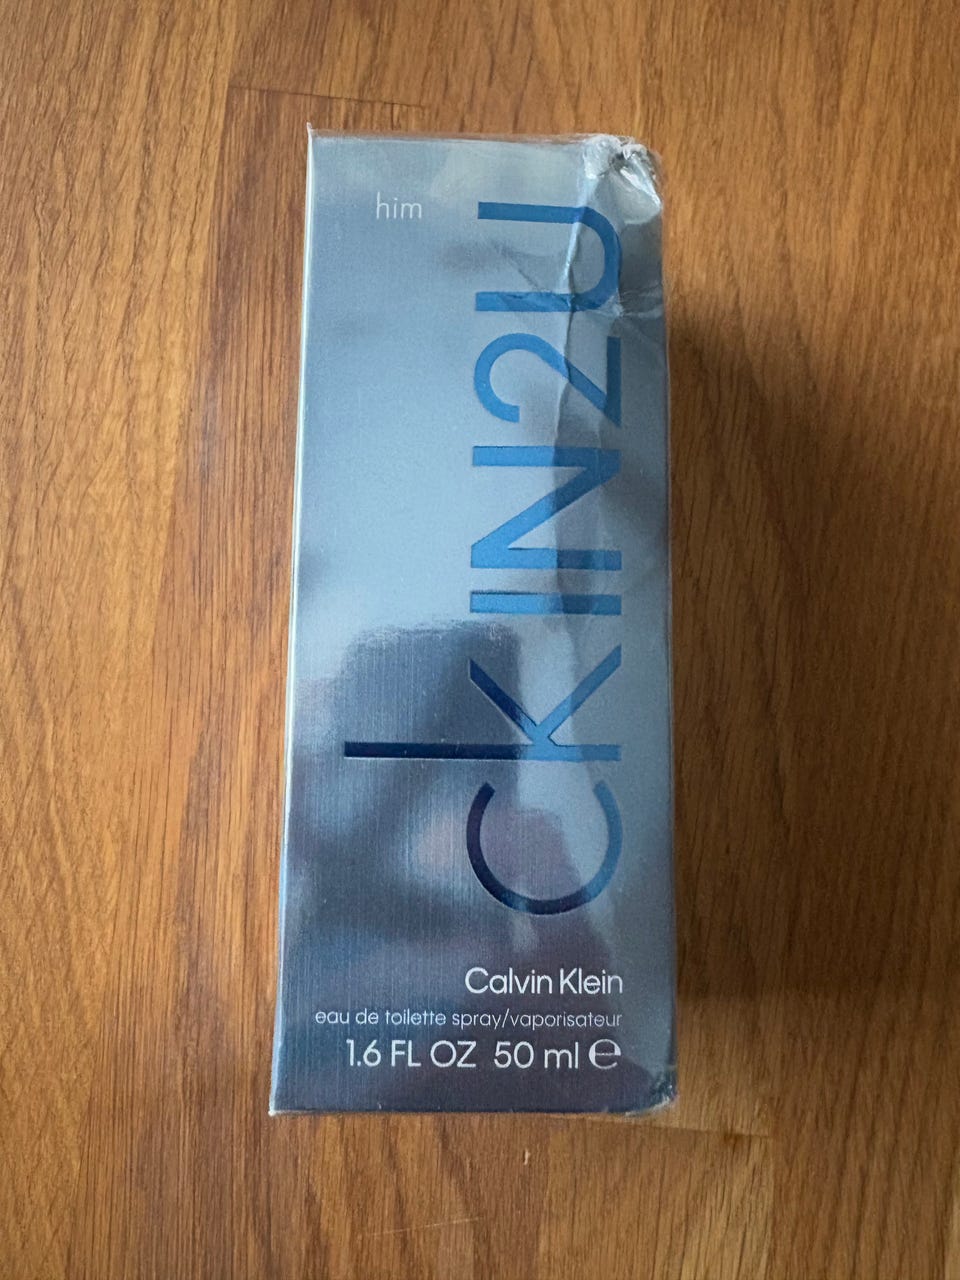 him
ckIN2U
Calvin Klein
eau de toilette spray/vaporisateur
1.6 FL OZ 50 ml ℮